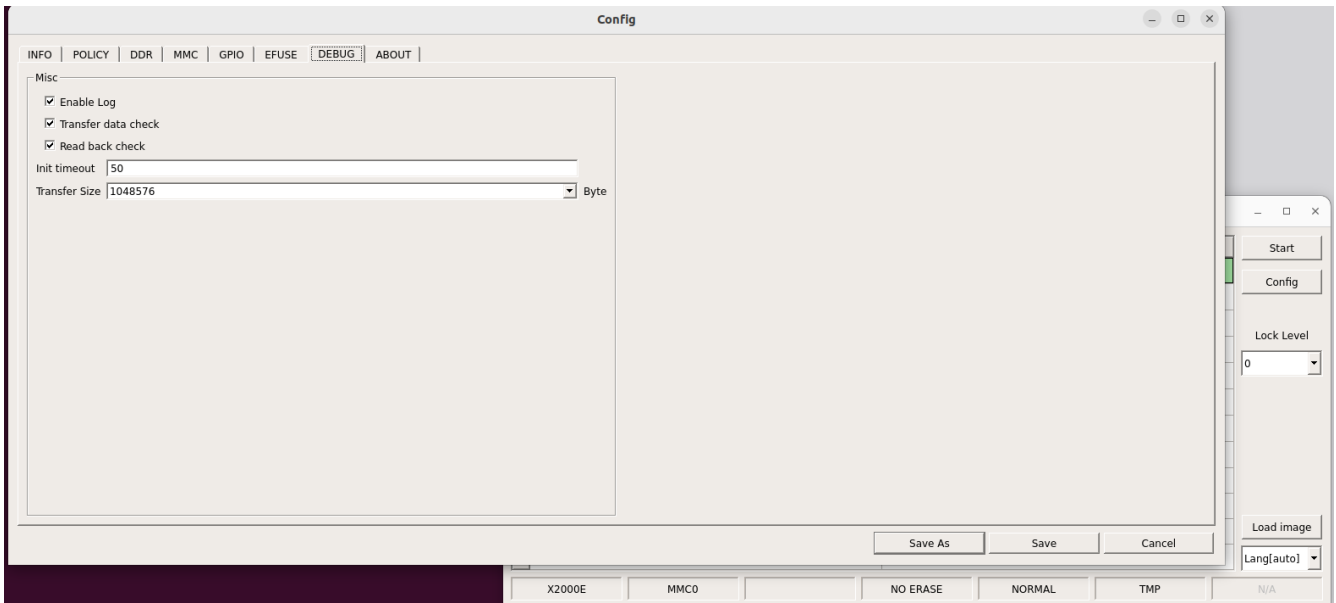 Config
INFO POLICY DDR MMC GPIO EFUSE DEBUG ABOUT
Misc
Enable Log
Transfer data check
Read back check
Init timeout 50
Transfer Size 1048576 Byte
Start
Config
Lock Level
0
Load image
Save As Save Cancel
Lang[auto]
X2000E MMC0 NO ERASE NORMAL TMP N/A